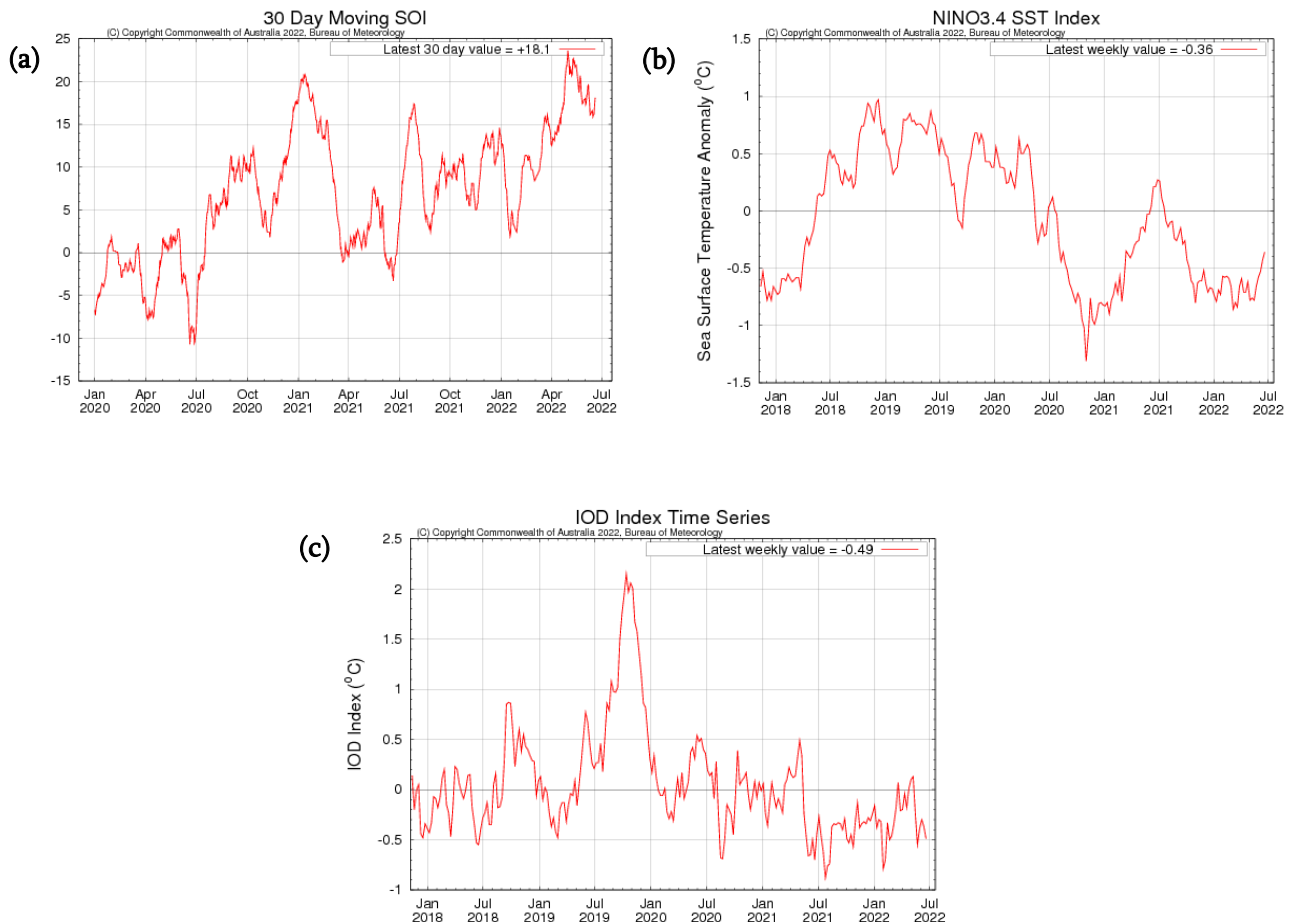 (a)
30 Day Moving SOI
(C) Copyright Commonwealth of Australia 2022, Bureau of Meteorology
Latest 30 day value = +18.1
25
20
15
10
5
0
-5
-10
-15
Jan Apr Jul Oct Jan Apr Jul Oct Jan Apr Jul
2020 2020 2020 2020 2021 2021 2021 2021 2022 2022 2022
(b)
NINO3.4 SST Index
(C) Copyright Commonwealth of Australia 2022, Bureau of Meteorology
Latest weekly value = -0.36
Sea Surface Temperature Anomaly (⁰C)
1.5
1
0.5
0
-0.5
-1
-1.5
Jan Jul Jan Jul Jan Jul Jan Jul Jan Jul
2018 2018 2019 2019 2020 2020 2021 2021 2022 2022
(c)
IOD Index Time Series
(C) Copyright Commonwealth of Australia 2022, Bureau of Meteorology
Latest weekly value = -0.49
IOD Index (⁰C)
2.5
2
1.5
1
0.5
0
-0.5
-1
Jan Jul Jan Jul Jan Jul Jan Jul Jan Jul
2018 2018 2019 2019 2020 2020 2021 2021 2022 2022